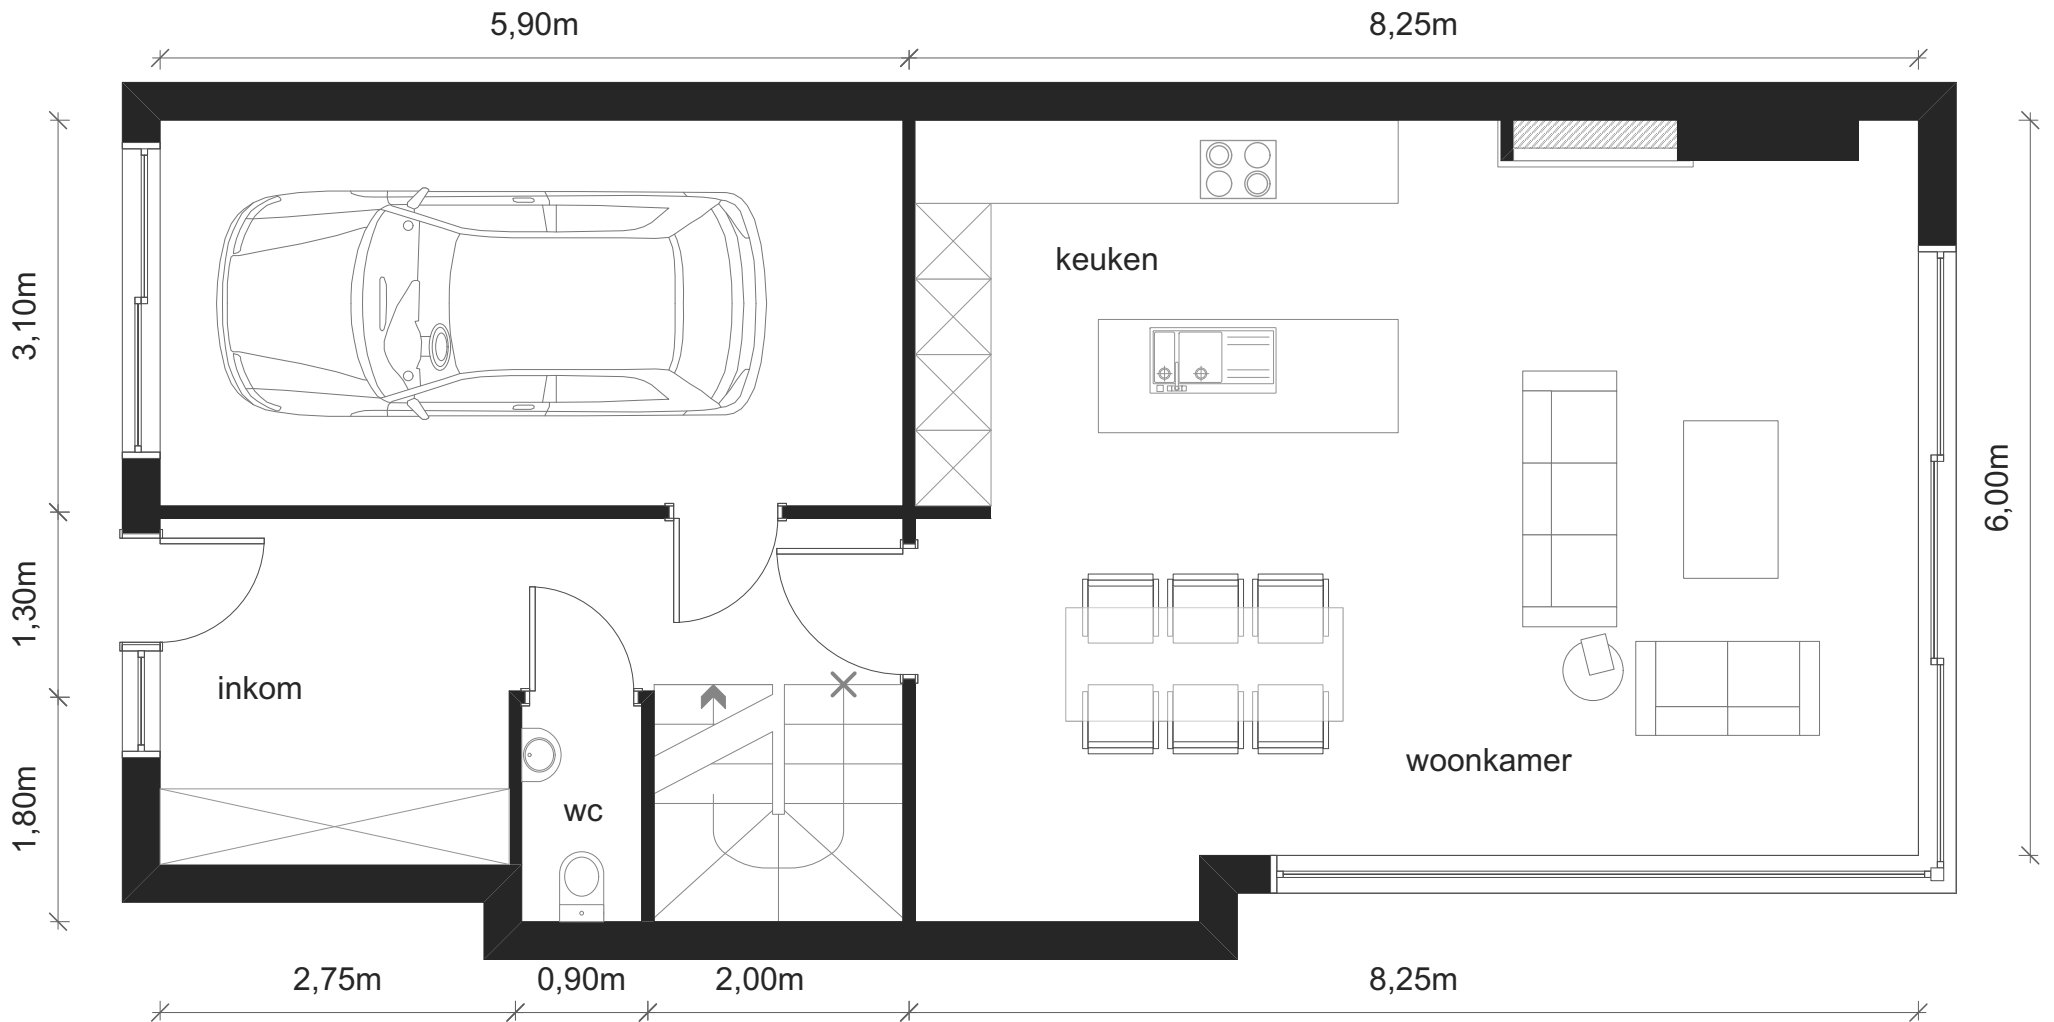 5,90m
8,25m
3,10m
keuken
6,00m
1,30m
inkom
woonkamer
1,80m
wc
2,75m
0,90m
2,00m
8,25m